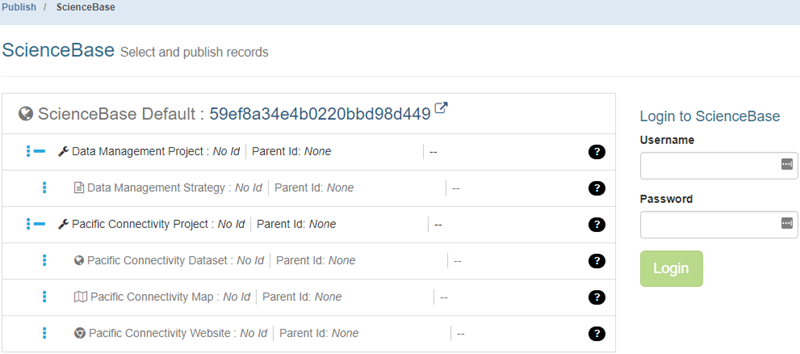 Publish / ScienceBase
ScienceBase Select and publish records
ScienceBase Default : 59ef8a34e4b0220bbd98d449
Data Management Project : No Id Parent Id: None --
Data Management Strategy : No Id Parent Id: None --
Pacific Connectivity Project : No Id Parent Id: None --
Pacific Connectivity Dataset : No Id Parent Id: None --
Pacific Connectivity Map : No Id Parent Id: None --
Pacific Connectivity Website : No Id Parent Id: None --
Login to ScienceBase
Username
Password
Login